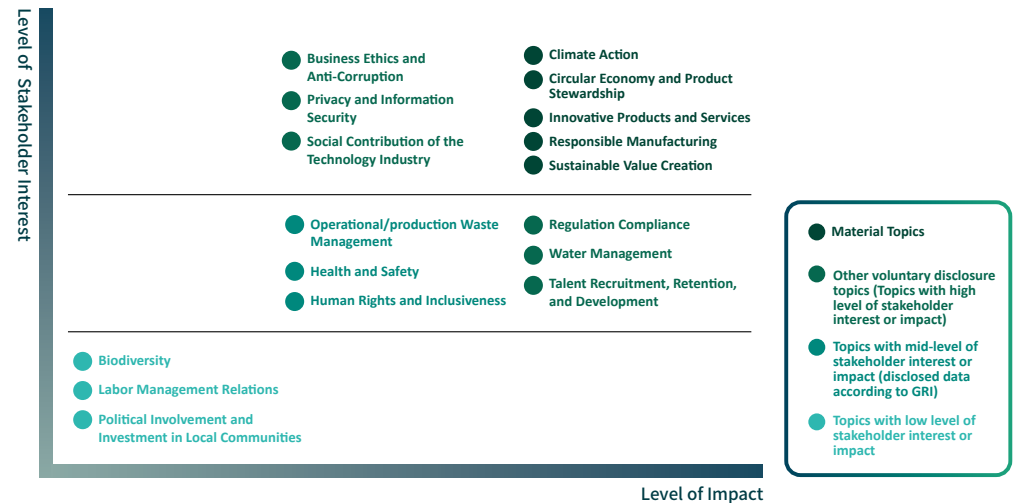 Level of Stakeholder Interest
Business Ethics and
Anti-Corruption
Privacy and Information
Security
Social Contribution of the
Technology Industry
Climate Action
Circular Economy and Product
Stewardship
Innovative Products and Services
Responsible Manufacturing
Sustainable Value Creation
Operational/production Waste
Management
Health and Safety
Human Rights and Inclusiveness
Regulation Compliance
Water Management
Talent Recruitment, Retention,
and Development
Biodiversity
Labor Management Relations
Political Involvement and
Investment in Local Communities
Level of Impact
Material Topics
Other voluntary disclosure
topics (Topics with high
level of stakeholder
interest or impact)
Topics with mid-level of
stakeholder interest or
impact (disclosed data
according to GRI)
Topics with low level of
stakeholder interest or
impact